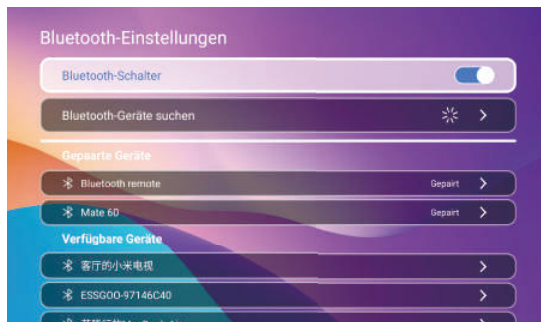 Bluetooth-Einstellungen
Bluetooth-Schalter
Bluetooth-Geräte suchen
Gepaarte Geräte
Bluetooth remote Gepairt
Mate 60 Gepairt
Verfügbare Geräte
客厅的小米电视
ESSGOO-97146C40